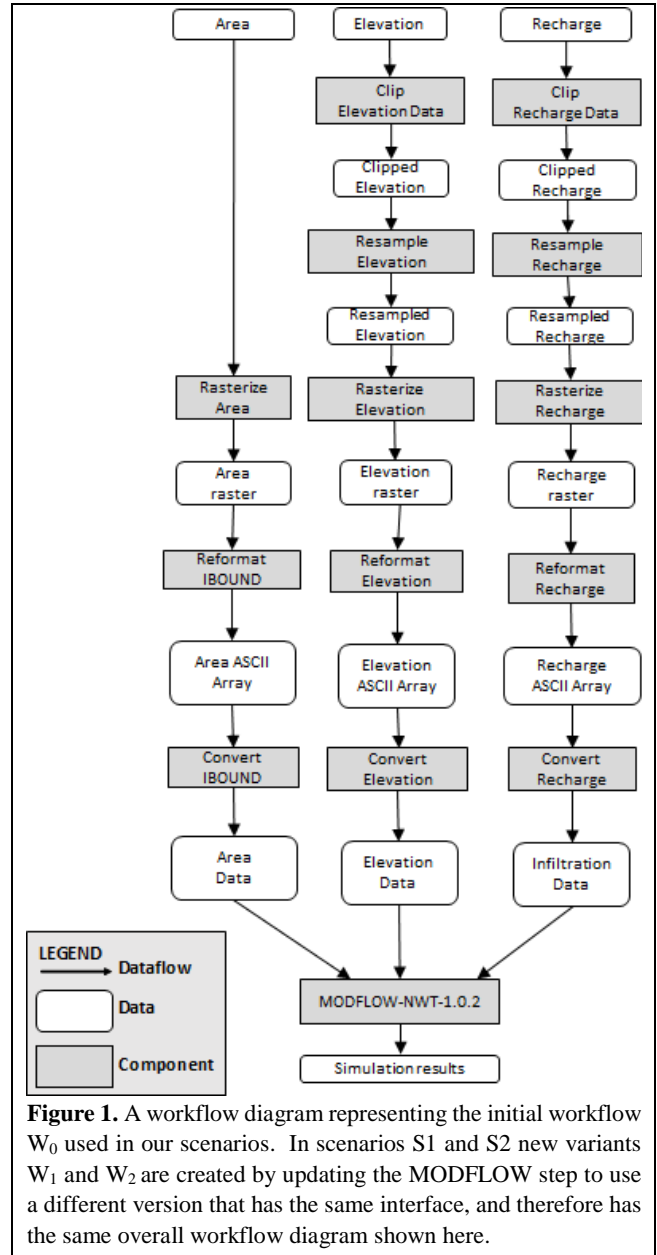 Area
Elevation
Recharge
Clip
Elevation Data
Clip
Recharge Data
Clipped
Elevation
Clipped
Recharge
Resample
Elevation
Resample
Recharge
Resampled
Elevation
Resampled
Recharge
Rasterize
Area
Rasterize
Elevation
Rasterize
Recharge
Area
raster
Elevation
raster
Recharge
raster
Reformat
IBOUND
Reformat
Elevation
Reformat
Recharge
Area ASCII
Array
Elevation
ASCII Array
Recharge
ASCII Array
Convert
IBOUND
Convert
Elevation
Convert
Recharge
Area
Data
Elevation
Data
Infiltration
Data
LEGEND
Dataflow
Data
Component
MODFLOW-NWT-1.0.2
Simulation results
Figure 1. A workflow diagram representing the initial workflow
W0 used in our scenarios. In scenarios S1 and S2 new variants
W1 and W2 are created by updating the MODFLOW step to use
a different version that has the same interface, and therefore has
the same overall workflow diagram shown here.